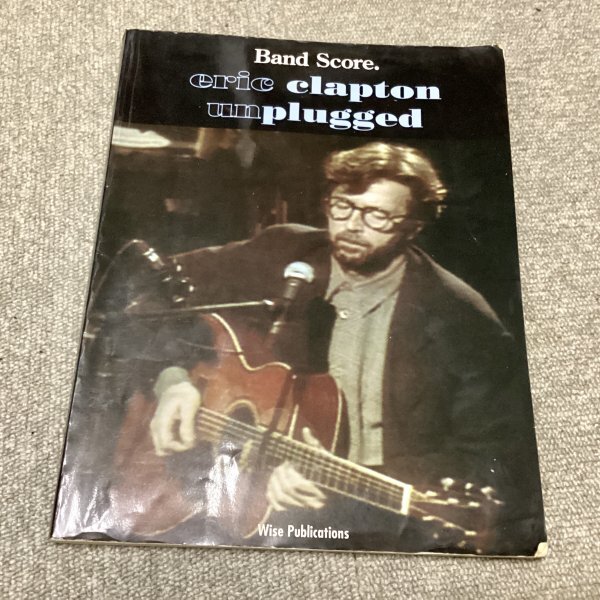 Band Score.
eric clapton
unplugged
Wise Publications